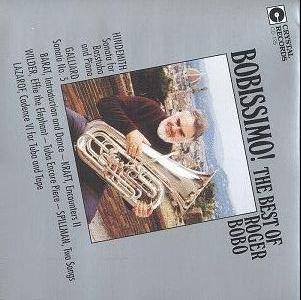 CRYSTAL
RECORDS
BOBISSIMO! THE BEST OF
ROGER
BOBO
HINDEMITH
Sonata for
Basstuba
and Piano
GALLIARD
Sonata No. 5
BARAT, Introduction and Dance — KRAFT, Encounters II
WILDER, Effie the Elephant — Tuba Encore Piece — SPILLMAN, Two Songs
LAZAROF, Cadence VI for Tuba and Tape